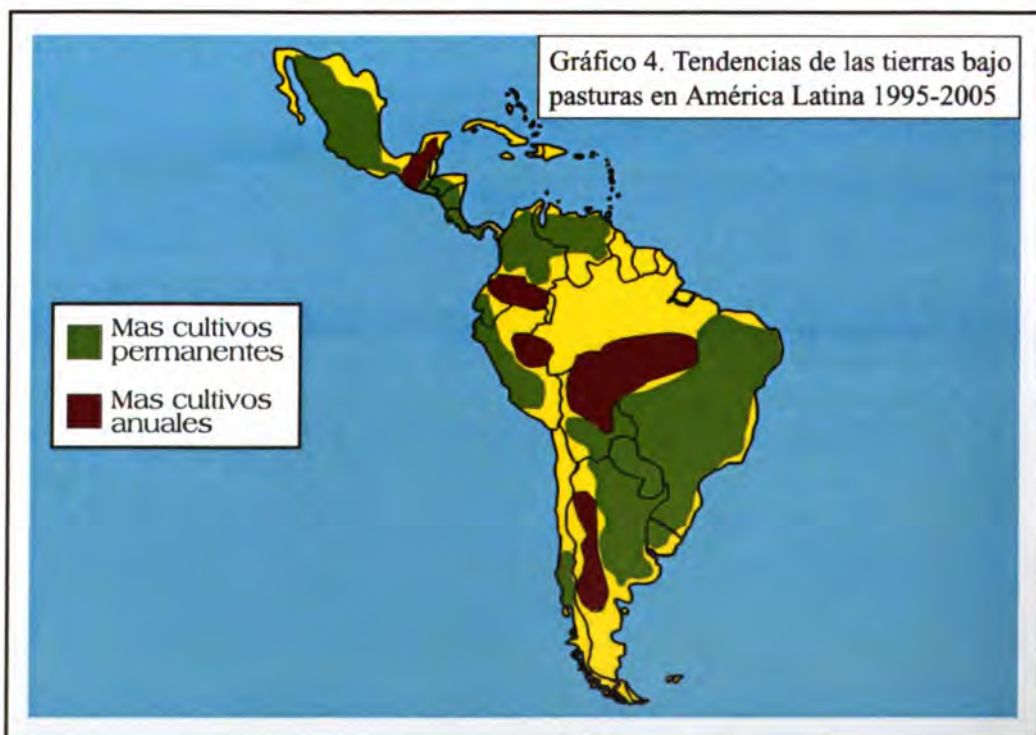 Gráfico 4. Tendencias de las tierras bajo
pasturas en América Latina 1995-2005
Mas cultivos
permanentes
Mas cultivos
anuales